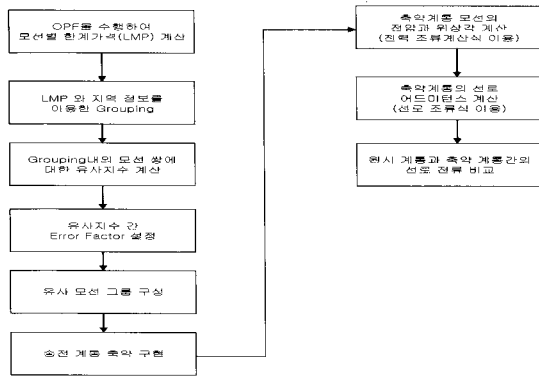 OPF를 수행하여
모선별 한계가격(LMP) 계산
LMP 와 지역 정보를
이용한 Grouping
Grouping내의 모선 쌍에
대한 유사지수 계산
유사지수 간
Error Factor 설정
유사 모선 그룹 구성
송전 계통 축약 구현
축약계통 모선의
전압과 위상각 계산
(전력 조류계산식 이용)
축약계통의 선로
어드미턴스 계산
(선로 조류식 이용)
원시 계통과 축약 계통간의
선로 전류 비교